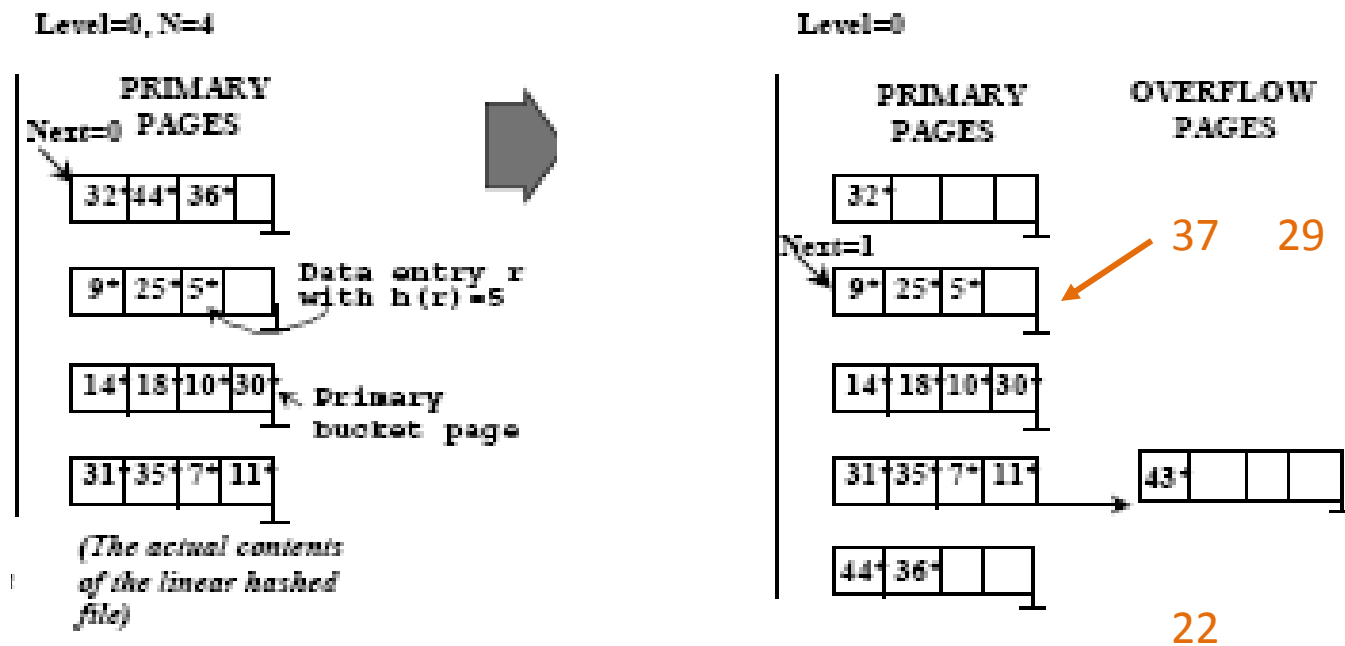 Level=0, N=4
PRIMARY
PAGES
Next=0
32* 44* 36*
9* 25* 5*
Data entry r
with h(r)=5
14* 18* 10* 30*
Primary
bucket page
31* 35* 7* 11*
(The actual contents
of the linear hashed
file)
Level=0
PRIMARY
PAGES
OVERFLOW
PAGES
32*
Next=1
37 29
9* 25* 5*
14* 18* 10* 30*
31* 35* 7* 11*
43*
44* 36*
22